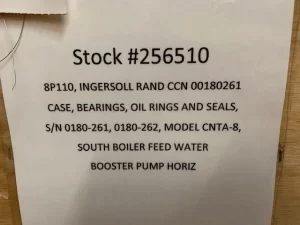 Stock #256510
8P110, INGERSOLL RAND CCN 00180261
CASE, BEARINGS, OIL RINGS AND SEALS,
S/N 0180-261, 0180-262, MODEL CNTA-8,
SOUTH BOILER FEED WATER
BOOSTER PUMP HORIZ